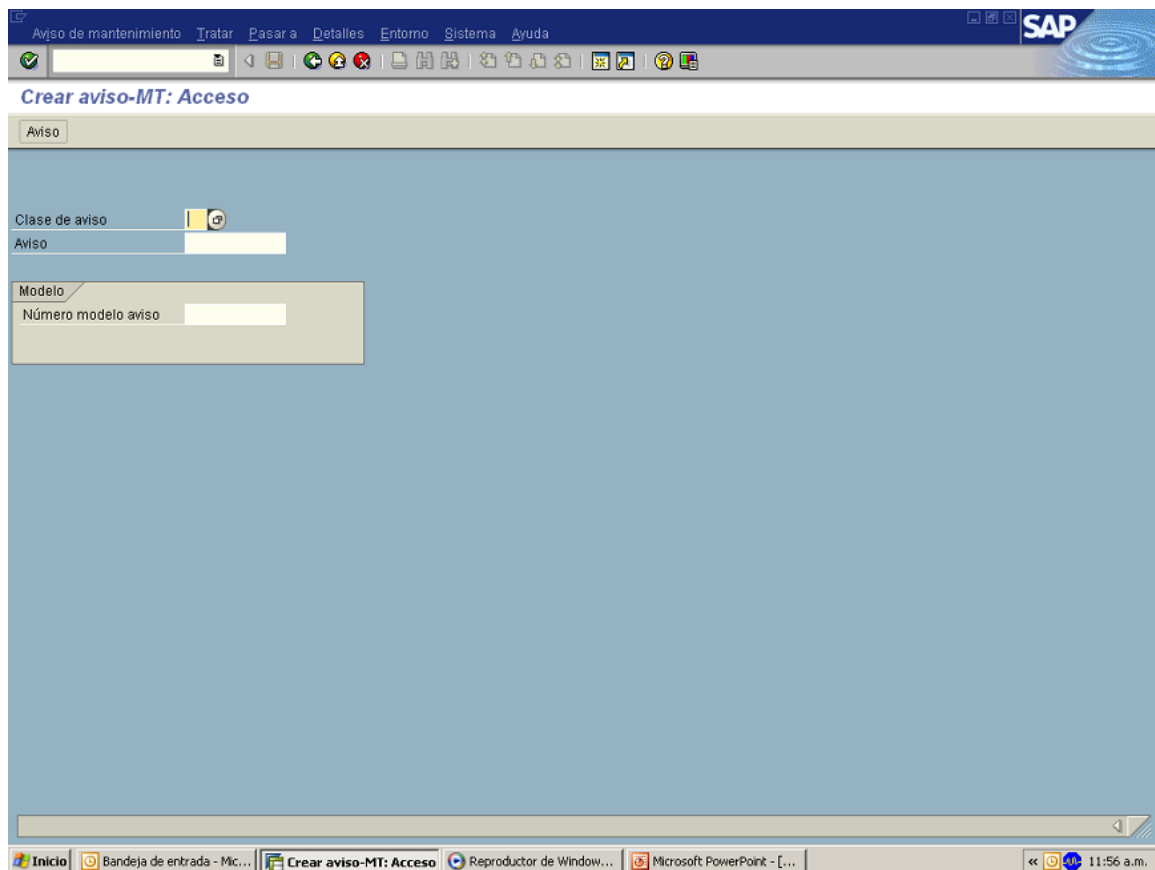 Aviso de mantenimiento Tratar Pasar a Detalles Entorno Sistema Ayuda
SAP
Crear aviso-MT: Acceso
Aviso
Clase de aviso
Aviso
Modelo
Número modelo aviso
Inicio Bandeja de entrada - Mic... Crear aviso-MT: Acceso Reproductor de Window... Microsoft PowerPoint - [... « 11:56 a.m.